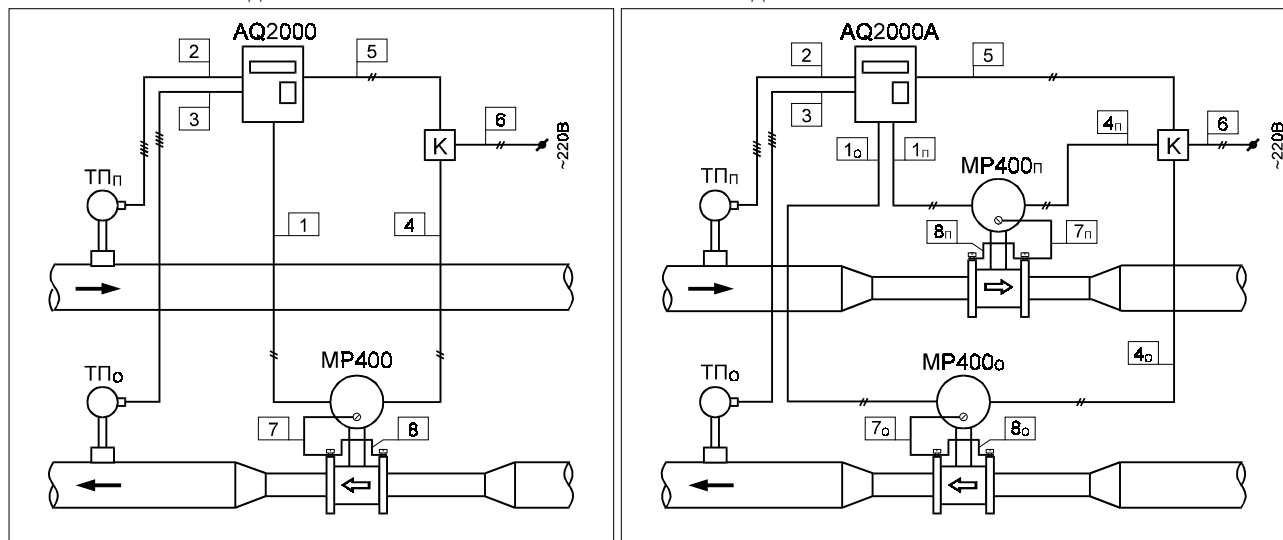 AQ2000
2
5
3
6
K
~220В
ТПп
1
4
ТПо
МР400
7
8
AQ2000A
2
5
3
4п
6
1о
1п
K
~220В
МР400п
ТПп
8п
7п
4о
МР400о
ТПо
7о
8о